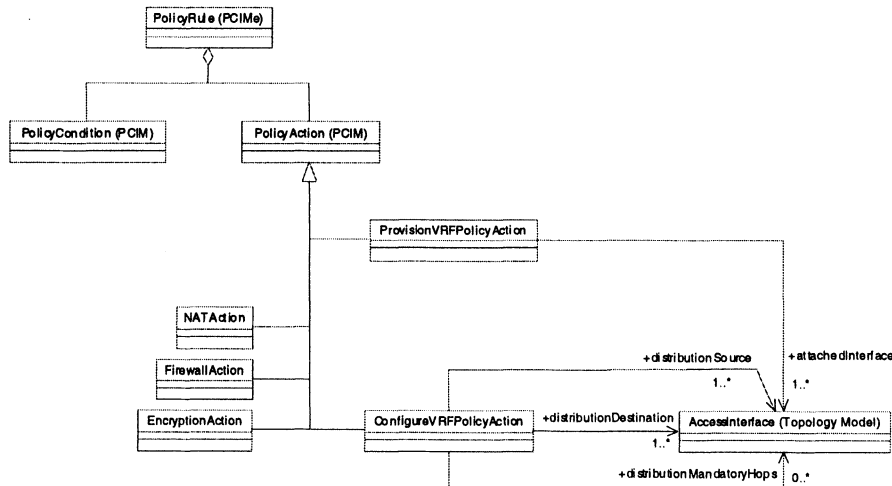 PolicyRule (PCIMe)
PolicyCondition (PCIM)
PolicyAction (PCIM)
ProvisionVRFPolicyAction
NATAction
FirewallAction
EncryptionAction
ConfigureVRFPolicyAction
+distributionSource
1..*
+attachedInterface
1..*
+distributionDestination
1..*
AccessInterface (Topology Model)
+distributionMandatoryHops
0..*